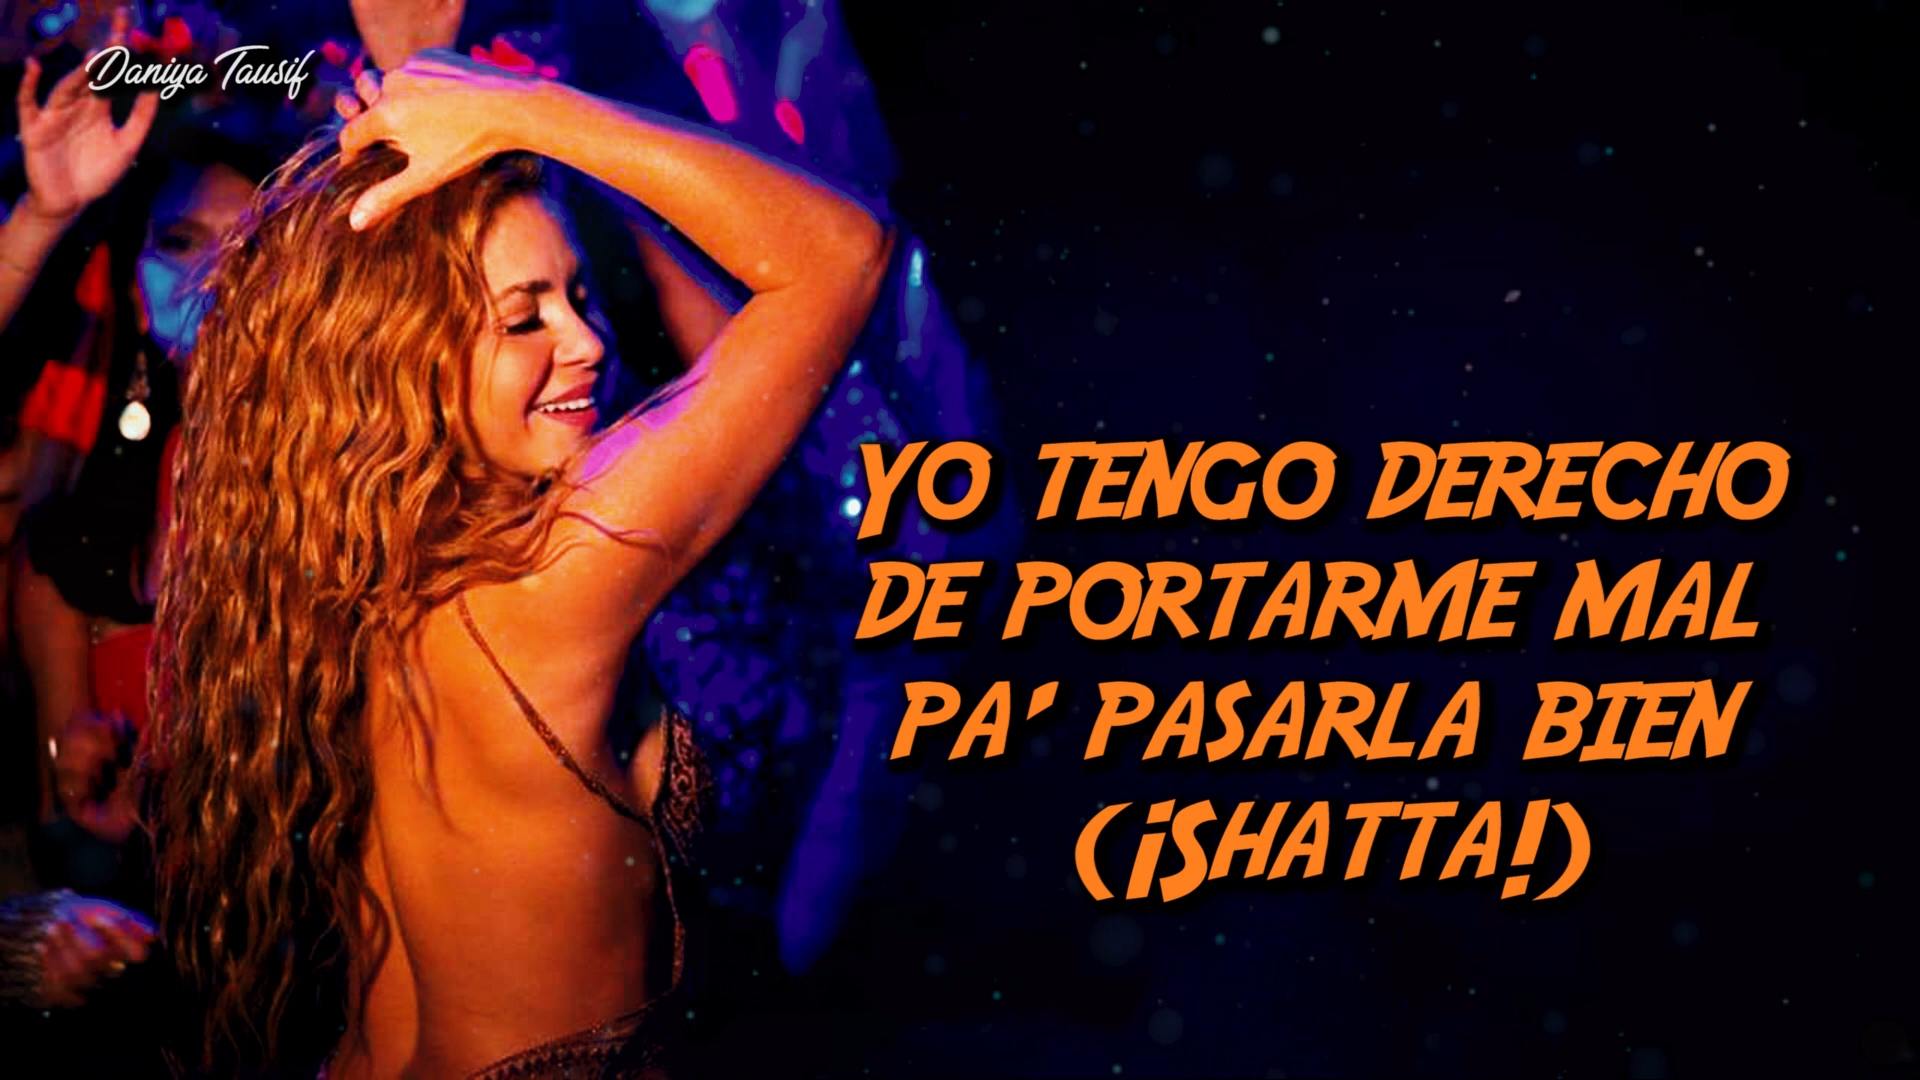 Daniya Tausif
YO TENGO DERECHO
DE PORTARME MAL
PA' PASARLA BIEN
(¡SHATTA!)